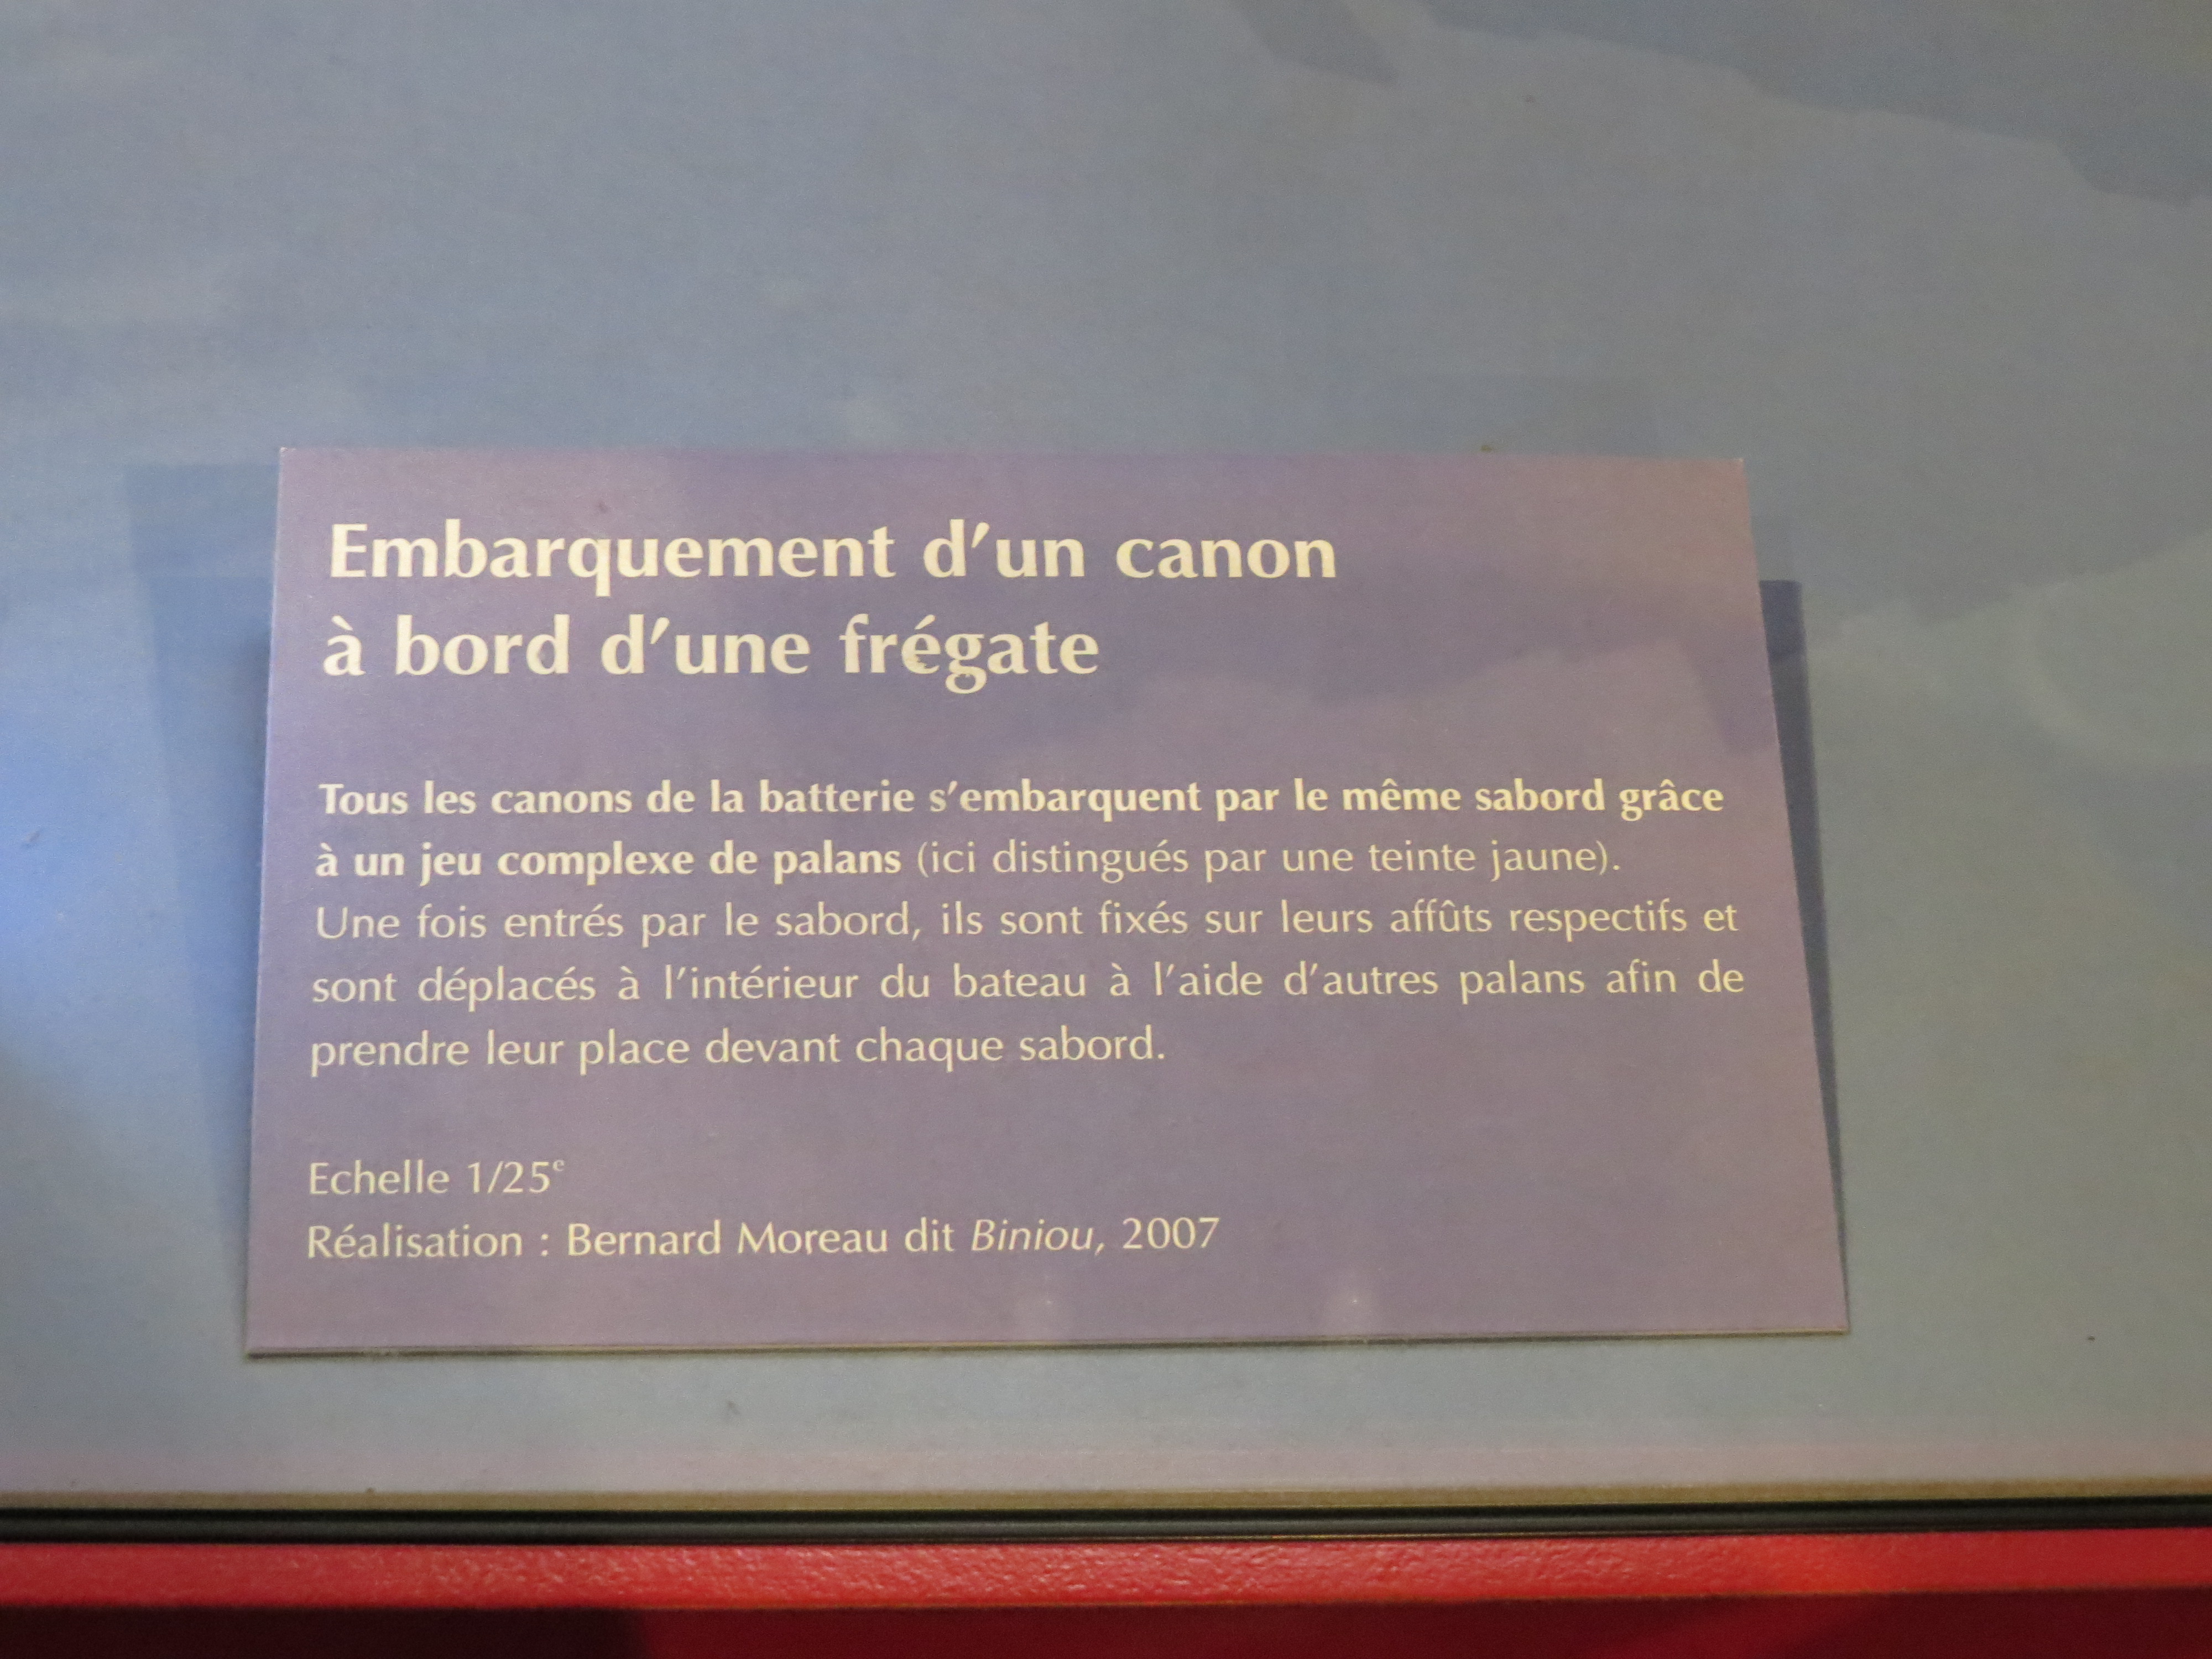 Embarquement d'un canon
à bord d'une frégate
Tous les canons de la batterie s'embarquent par le même sabord grâce
à un jeu complexe de palans (ici distingués par une teinte jaune).
Une fois entrés par le sabord, ils sont fixés sur leurs affûts respectifs et
sont déplacés à l'intérieur du bateau à l'aide d'autres palans afin de
prendre leur place devant chaque sabord.
Echelle 1/25e
Réalisation : Bernard Moreau dit Biniou, 2007